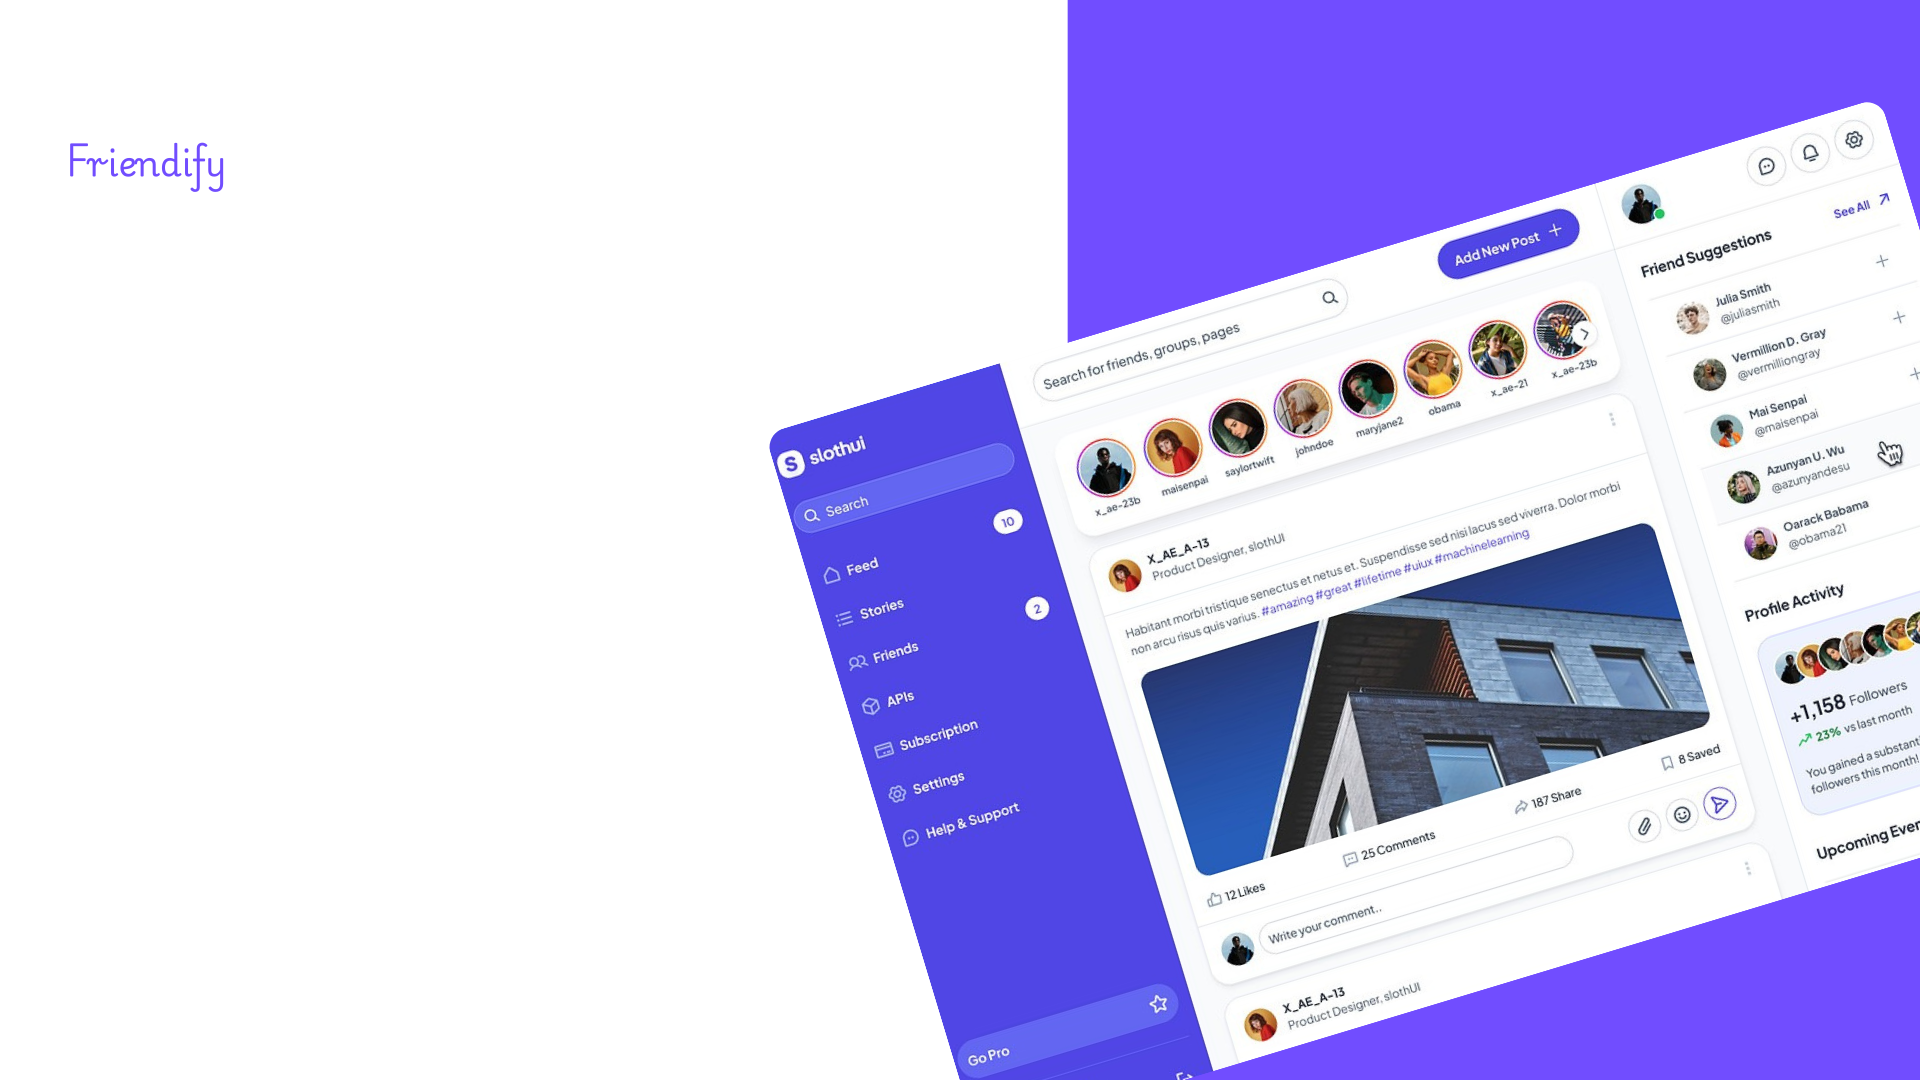 Friendify
slothui
Search
10
Feed
Stories
2
Friends
APIs
Subscription
Settings
Help & Support
Go Pro
Search for friends, groups, pages
Add New Post
x_ae-23b
maisenpai
saylortwift
johndoe
maryjane2
obama
x_ae-21
x_ae-23b
X_AE_A-13
Product Designer, slothUI
Habitant morbi tristique senectus et netus et. Suspendisse sed nisi lacus sed viverra. Dolor morbi
non arcu risus quis varius. #amazing #great #lifetime #uiux #machinelearning
12 Likes
25 Comments
187 Share
8 Saved
Write your comment..
X_AE_A-13
Product Designer, slothUI
Friend Suggestions
See All
Julia Smith
@juliasmith
Vermillion D. Gray
@vermilliongray
Mai Senpai
@maisenpai
Azunyan U. Wu
@azunyandesu
Oarack Babama
@obama21
Profile Activity
+1,158 Followers
23% vs last month
You gained a substanti
followers this month!
Upcoming Even